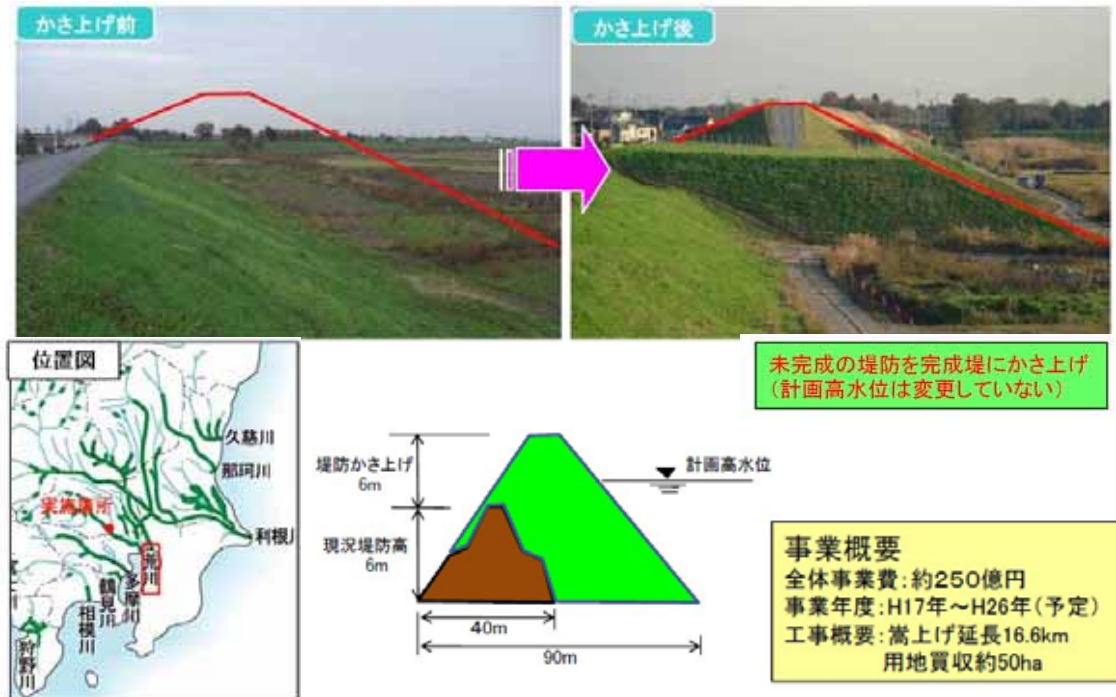 かさ上げ前
かさ上げ後
未完成の堤防を完成堤にかさ上げ
(計画高水位は変更していない)
位置図
久慈川
那珂川
実施箇所
利根川
荒川
多摩川
鶴見川
相模川
狩野川
堤防かさ上げ
6m
計画高水位
現況堤防高
6m
40m
90m
事業概要
全体事業費:約250億円
事業年度:H17年~H26年(予定)
工事概要:嵩上げ延長16.6km
用地買収約50ha